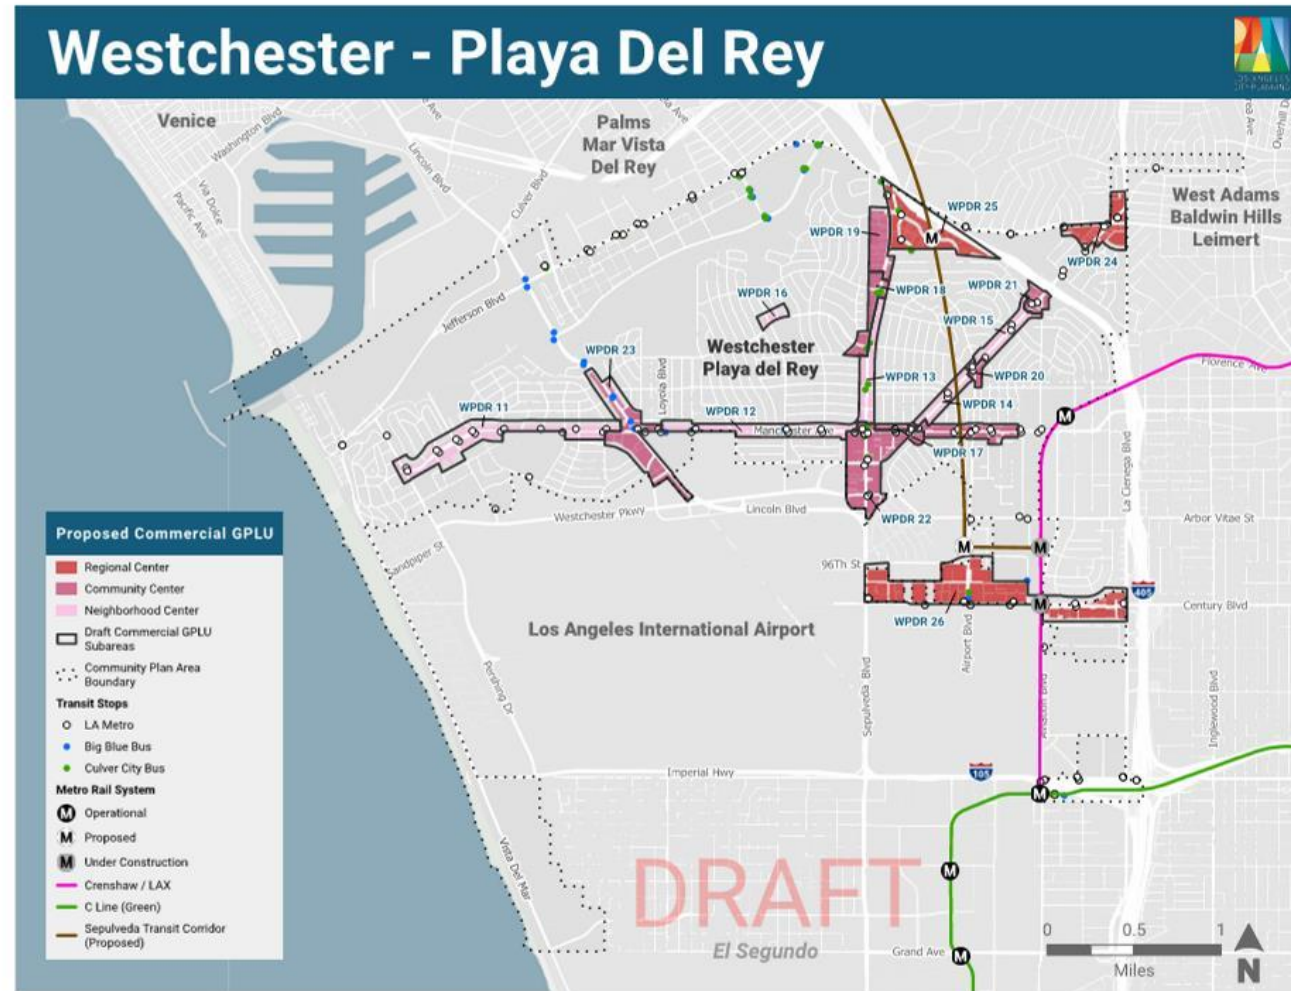 Westchester - Playa Del Rey
LOS ANGELES
CITY PLANNING
Venice
Washington Blvd
Via Dolce
Pacific Ave
Lincoln Blvd
Culver Blvd
Palms
Mar Vista
Del Rey
Overhill D
West Adams
Baldwin Hills
Leimert
WPDR 25
WPDR 19
WPDR 24
WPDR 18
WPDR 21
WPDR 16
WPDR 15
Jefferson Blvd
Westchester
Playa del Rey
WPDR 23
Loyola Blvd
WPDR 13
WPDR 20
Florence Ave
WPDR 11
WPDR 12
WPDR 14
Manchester Ave
WPDR 17
La Cienega Blvd
Westchester Pkwy
Lincoln Blvd
WPDR 22
Arbor Vitae St
Sandpiper St
96Th St
405
Century Blvd
WPDR 26
Los Angeles International Airport
Airport Blvd
Sepulveda Blvd
Aviation Blvd
Inglewood Blvd
Pershing Dr
Imperial Hwy
105
Vista Del Mar
M
M
M
M
M
M
M
M
DRAFT
El Segundo
Grand Ave
0 0.5 1
Miles
N
Proposed Commercial GPLU
Regional Center
Community Center
Neighborhood Center
Draft Commercial GPLU
Subareas
Community Plan Area
Boundary
Transit Stops
LA Metro
Big Blue Bus
Culver City Bus
Metro Rail System
M Operational
M Proposed
M Under Construction
Crenshaw / LAX
C Line (Green)
Sepulveda Transit Corridor
(Proposed)